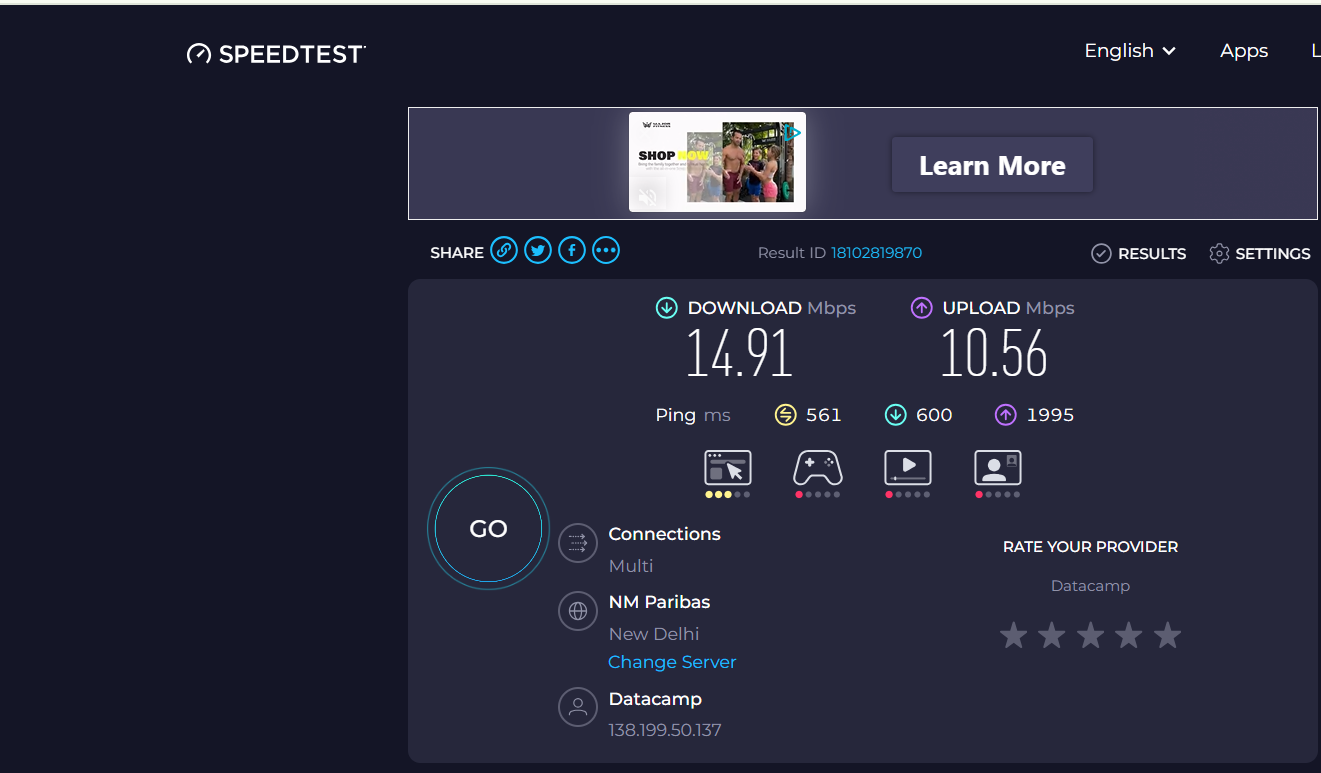 SPEEDTEST
English
Apps
L
SHOP NOW
Learn More
SHARE
Result ID 18102819870
RESULTS
SETTINGS
DOWNLOAD Mbps
UPLOAD Mbps
14.91
10.56
Ping ms 561 600 1995
GO
Connections
Multi
NM Paribas
New Delhi
Change Server
Datacamp
138.199.50.137
RATE YOUR PROVIDER
Datacamp